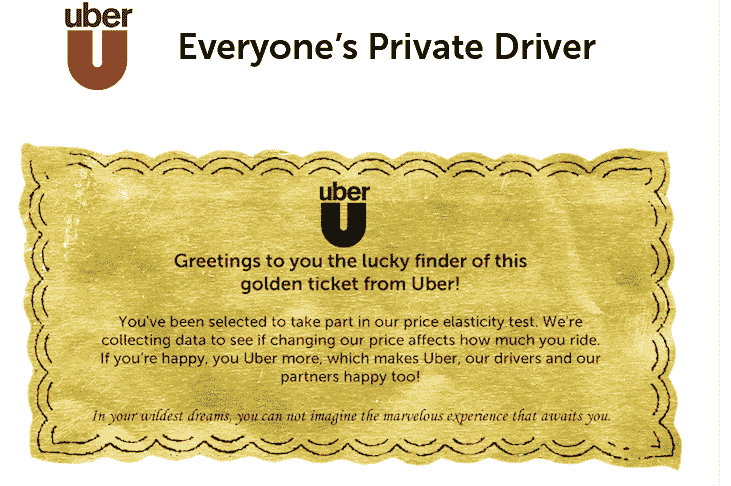 uber
U
Everyone's Private Driver
uber
U
Greetings to you the lucky finder of this
golden ticket from Uber!
You've been selected to take part in our price elasticity test. We're
collecting data to see if changing our price affects how much you ride.
If you're happy, you Uber more, which makes Uber, our drivers and our
partners happy too!
In your wildest dreams, you can not imagine the marvelous experience that awaits you.